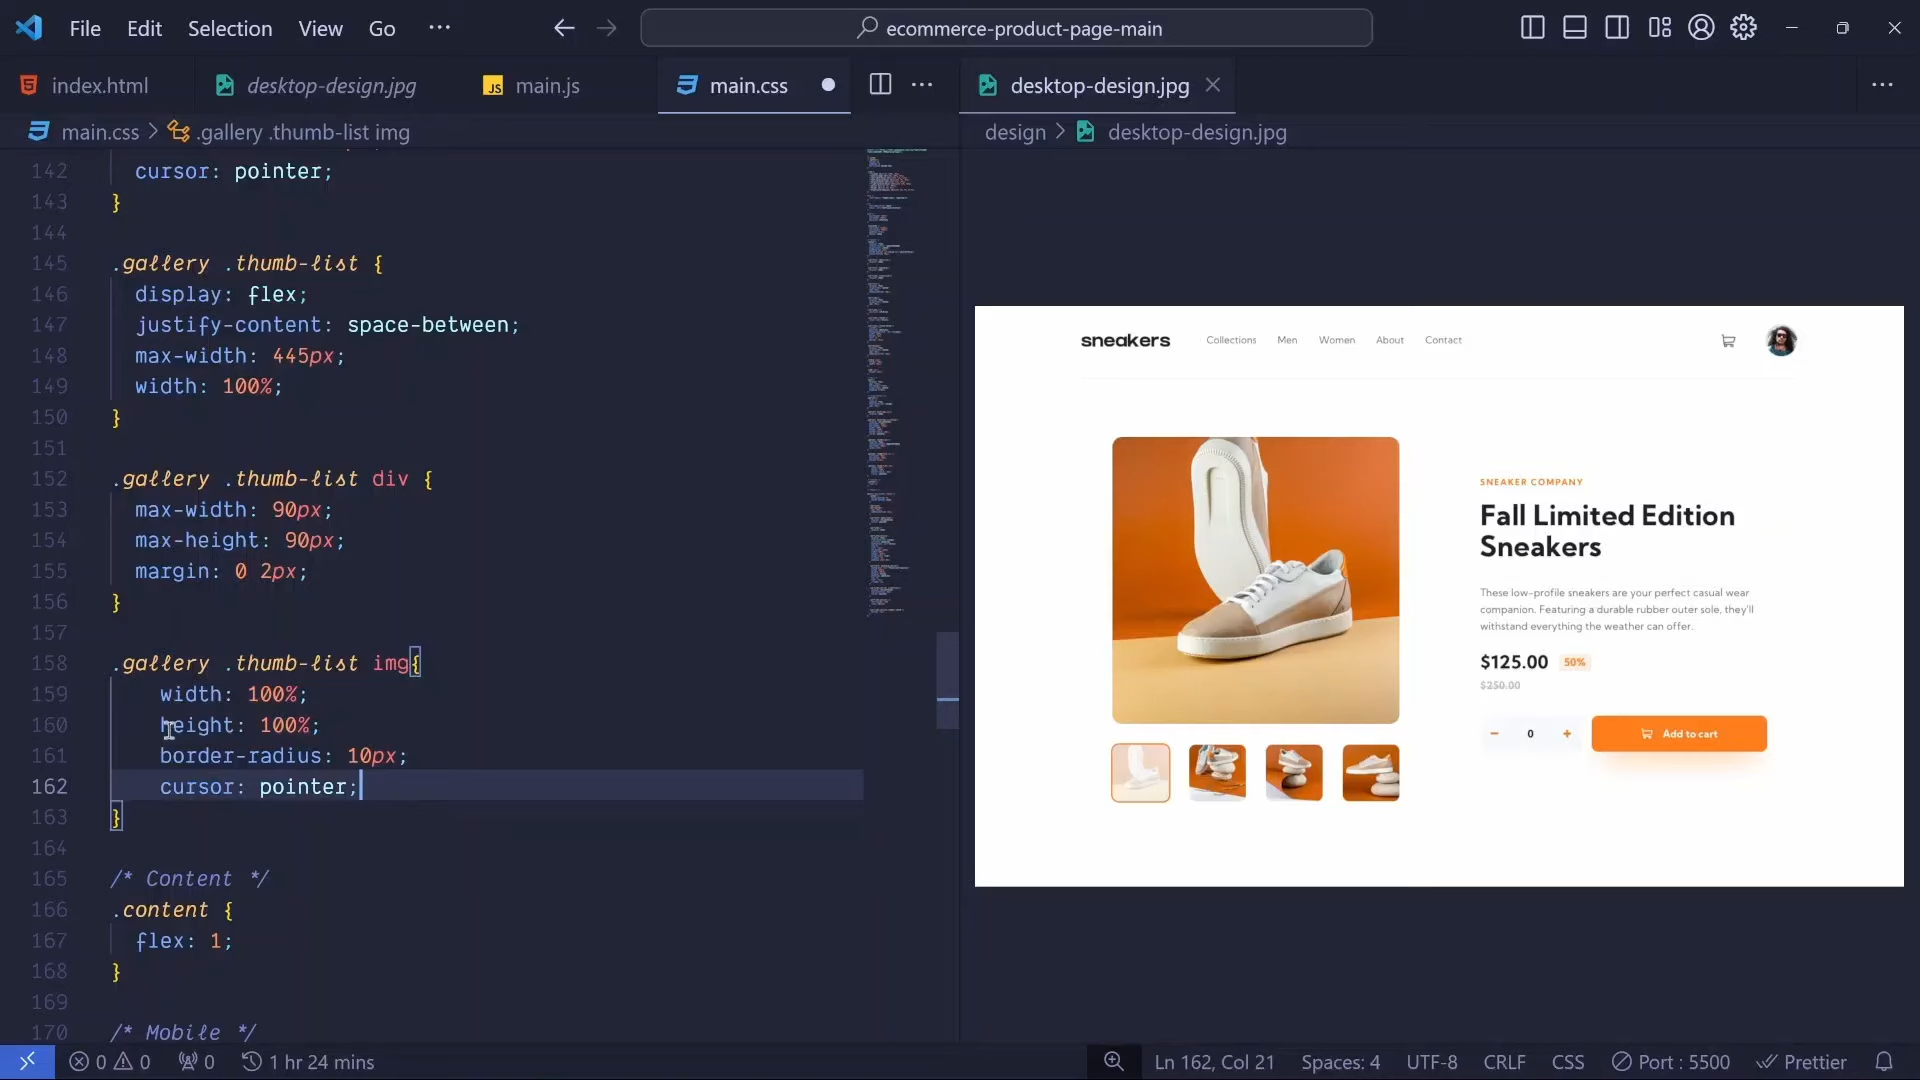 File Edit Selection View Go ···
ecommerce-product-page-main
index.html
desktop-design.jpg
JS main.js
main.css
desktop-design.jpg
main.css > .gallery .thumb-list img
design > desktop-design.jpg
142 cursor: pointer;
143 }
144
145 .gallery .thumb-list {
146 display: flex;
147 justify-content: space-between;
148 max-width: 445px;
149 width: 100%;
150 }
151
152 .gallery .thumb-list div {
153 max-width: 90px;
154 max-height: 90px;
155 margin: 0 2px;
156 }
157
158 .gallery .thumb-list img{
159 width: 100%;
160 height: 100%;
161 border-radius: 10px;
162 cursor: pointer;
163 }
164
165 /* Content */
166 .content {
167 flex: 1;
168 }
169
170 /* Mobile */
sneakers Collections Men Women About Contact
SNEAKER COMPANY
Fall Limited Edition
Sneakers
These low-profile sneakers are your perfect casual wear
companion. Featuring a durable rubber outer sole, they'll
withstand everything the weather can offer.
$125.00 50%
$250.00
− 0 + Add to cart
0 0 0 1 hr 24 mins
Ln 162, Col 21 Spaces: 4 UTF-8 CRLF CSS Port : 5500 Prettier